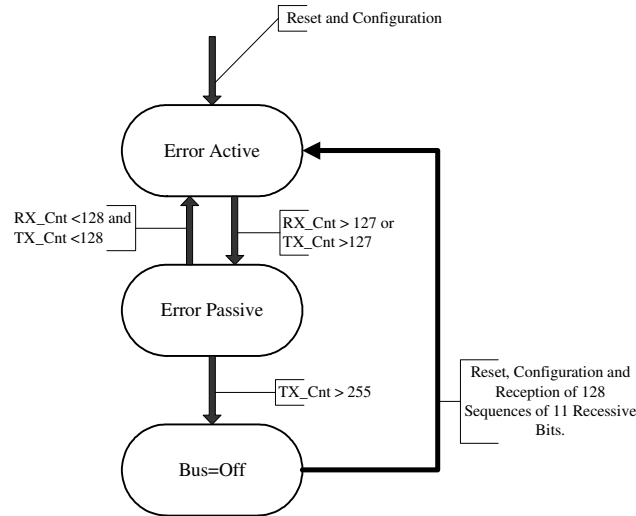 Reset and Configuration
Error Active
RX_Cnt <128 and
TX_Cnt <128
RX_Cnt > 127 or
TX_Cnt >127
Error Passive
TX_Cnt > 255
Reset, Configuration and
Reception of 128
Sequences of 11 Recessive
Bits.
Bus=Off